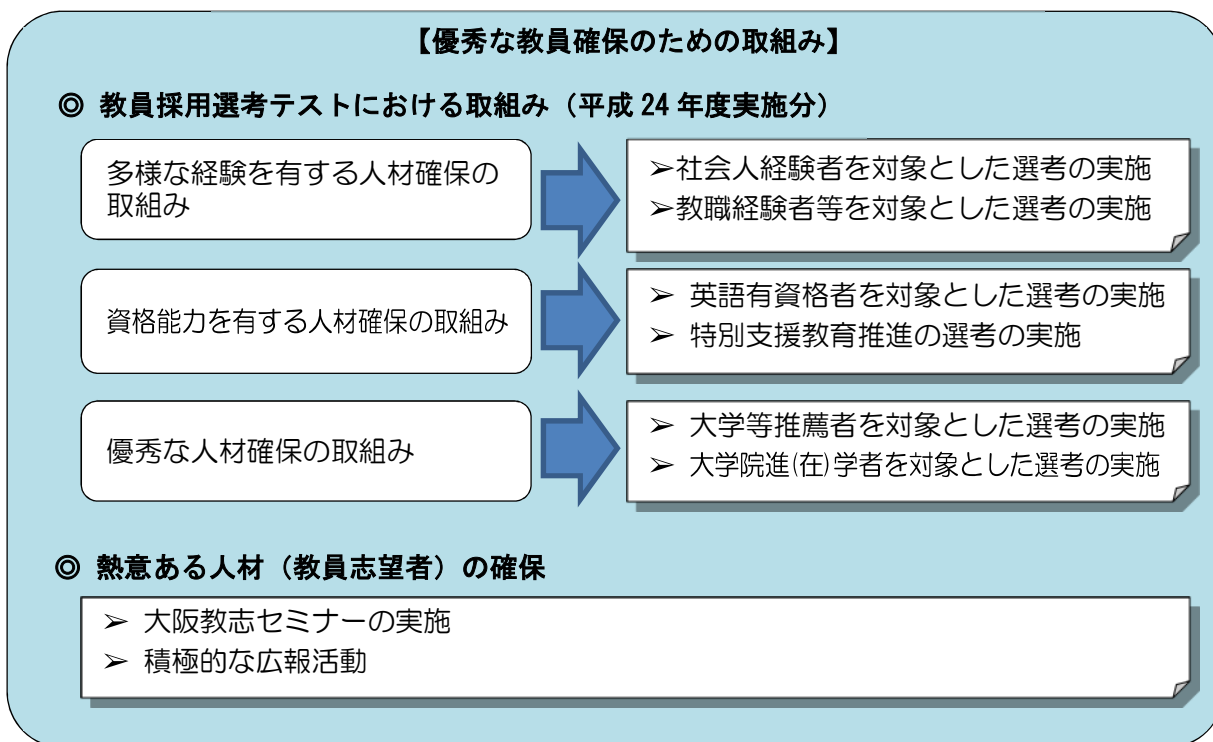 【優秀な教員確保のための取組み】
◎ 教員採用選考テストにおける取組み（平成 24 年度実施分）
多様な経験を有する人材確保の
取組み
➢社会人経験者を対象とした選考の実施
➢教職経験者等を対象とした選考の実施
資格能力を有する人材確保の取組み
➢ 英語有資格者を対象とした選考の実施
➢ 特別支援教育推進の選考の実施
優秀な人材確保の取組み
➢ 大学等推薦者を対象とした選考の実施
➢ 大学院進(在)学者を対象とした選考の実施
◎ 熱意ある人材（教員志望者）の確保
➢ 大阪教志セミナーの実施
➢ 積極的な広報活動